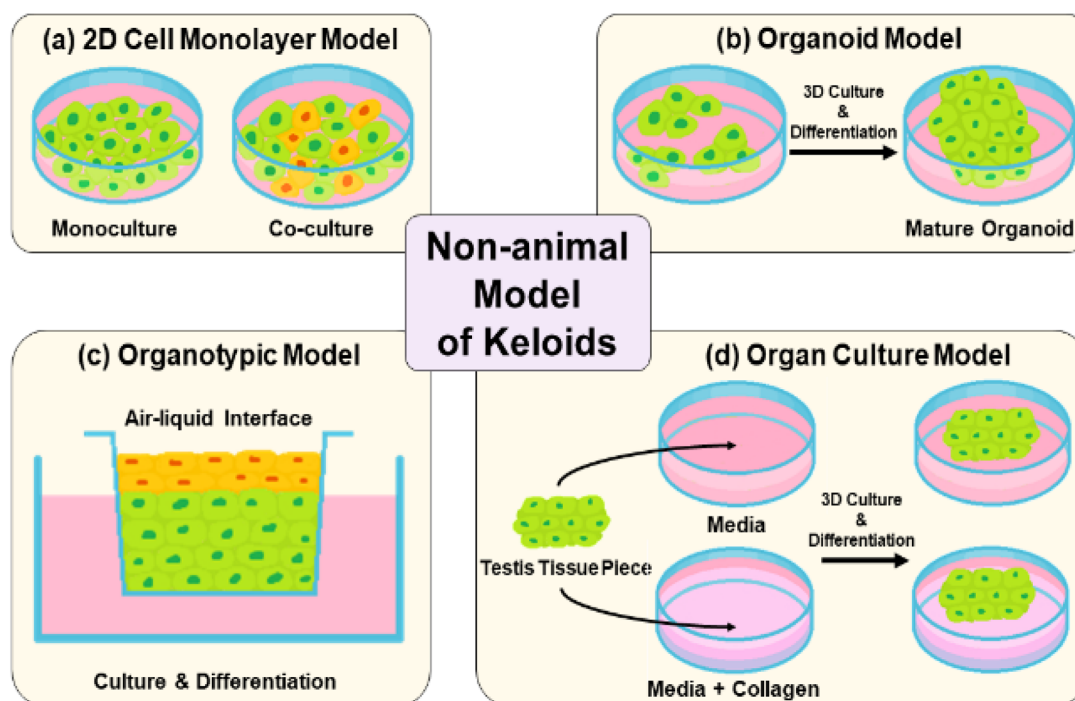 (a) 2D Cell Monolayer Model
Monoculture
Co-culture
(b) Organoid Model
3D Culture
&
Differentiation
Mature Organoid
Non-animal
Model
of Keloids
(c) Organotypic Model
Air-liquid Interface
Culture & Differentiation
(d) Organ Culture Model
Testis Tissue Piece
Media
Media + Collagen
3D Culture
&
Differentiation